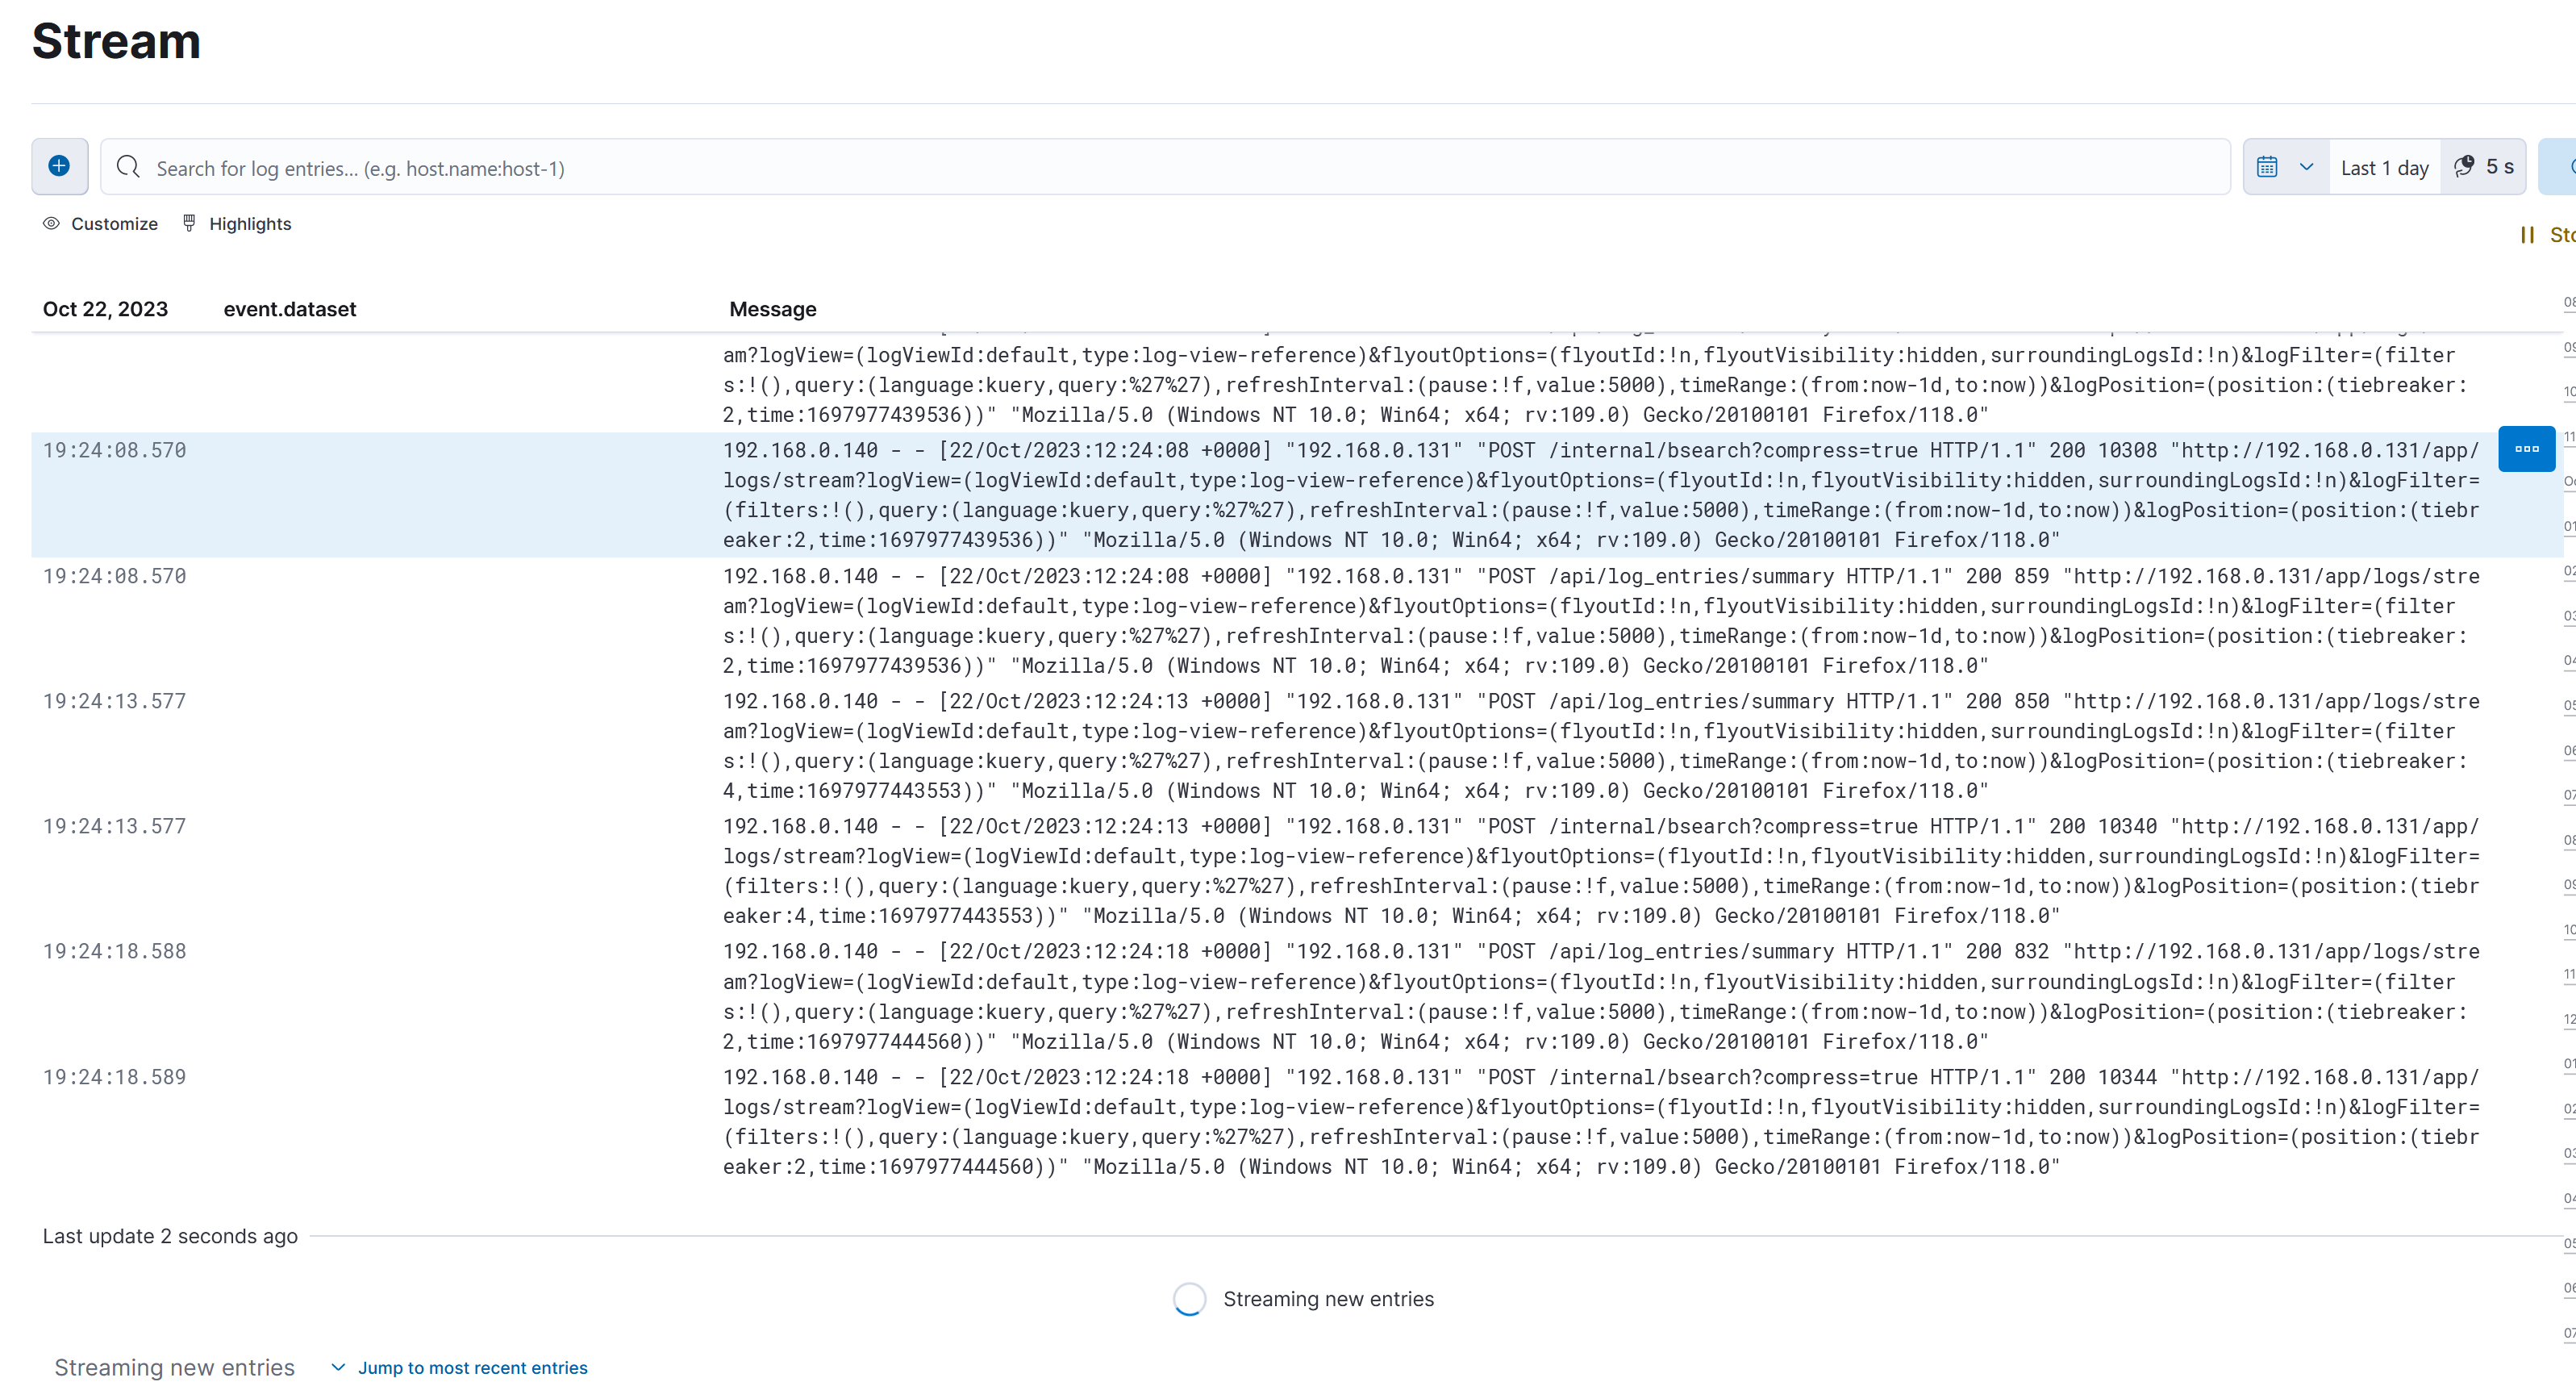 Stream
Search for log entries... (e.g. host.name:host-1)
Last 1 day
5 s
Customize
Highlights
Oct 22, 2023 event.dataset Message
am?logView=(logViewId:default,type:log-view-reference)&flyoutOptions=(flyoutId:!n,flyoutVisibility:hidden,surroundingLogsId:!n)&logFilter=(filter
s:!(),query:(language:kuery,query:%27%27),refreshInterval:(pause:!f,value:5000),timeRange:(from:now-1d,to:now))&logPosition=(position:(tiebreaker:
2,time:1697977439536))" "Mozilla/5.0 (Windows NT 10.0; Win64; x64; rv:109.0) Gecko/20100101 Firefox/118.0"
19:24:08.570 192.168.0.140 - - [22/Oct/2023:12:24:08 +0000] "192.168.0.131" "POST /internal/bsearch?compress=true HTTP/1.1" 200 10308 "http://192.168.0.131/app/
logs/stream?logView=(logViewId:default,type:log-view-reference)&flyoutOptions=(flyoutId:!n,flyoutVisibility:hidden,surroundingLogsId:!n)&logFilter=
(filters:!(),query:(language:kuery,query:%27%27),refreshInterval:(pause:!f,value:5000),timeRange:(from:now-1d,to:now))&logPosition=(position:(tiebr
eaker:2,time:1697977439536))" "Mozilla/5.0 (Windows NT 10.0; Win64; x64; rv:109.0) Gecko/20100101 Firefox/118.0"
19:24:08.570 192.168.0.140 - - [22/Oct/2023:12:24:08 +0000] "192.168.0.131" "POST /api/log_entries/summary HTTP/1.1" 200 859 "http://192.168.0.131/app/logs/stre
am?logView=(logViewId:default,type:log-view-reference)&flyoutOptions=(flyoutId:!n,flyoutVisibility:hidden,surroundingLogsId:!n)&logFilter=(filter
s:!(),query:(language:kuery,query:%27%27),refreshInterval:(pause:!f,value:5000),timeRange:(from:now-1d,to:now))&logPosition=(position:(tiebreaker:
2,time:1697977439536))" "Mozilla/5.0 (Windows NT 10.0; Win64; x64; rv:109.0) Gecko/20100101 Firefox/118.0"
19:24:13.577 192.168.0.140 - - [22/Oct/2023:12:24:13 +0000] "192.168.0.131" "POST /api/log_entries/summary HTTP/1.1" 200 850 "http://192.168.0.131/app/logs/stre
am?logView=(logViewId:default,type:log-view-reference)&flyoutOptions=(flyoutId:!n,flyoutVisibility:hidden,surroundingLogsId:!n)&logFilter=(filter
s:!(),query:(language:kuery,query:%27%27),refreshInterval:(pause:!f,value:5000),timeRange:(from:now-1d,to:now))&logPosition=(position:(tiebreaker:
4,time:1697977443553))" "Mozilla/5.0 (Windows NT 10.0; Win64; x64; rv:109.0) Gecko/20100101 Firefox/118.0"
19:24:13.577 192.168.0.140 - - [22/Oct/2023:12:24:13 +0000] "192.168.0.131" "POST /internal/bsearch?compress=true HTTP/1.1" 200 10340 "http://192.168.0.131/app/
logs/stream?logView=(logViewId:default,type:log-view-reference)&flyoutOptions=(flyoutId:!n,flyoutVisibility:hidden,surroundingLogsId:!n)&logFilter=
(filters:!(),query:(language:kuery,query:%27%27),refreshInterval:(pause:!f,value:5000),timeRange:(from:now-1d,to:now))&logPosition=(position:(tiebr
eaker:4,time:1697977443553))" "Mozilla/5.0 (Windows NT 10.0; Win64; x64; rv:109.0) Gecko/20100101 Firefox/118.0"
19:24:18.588 192.168.0.140 - - [22/Oct/2023:12:24:18 +0000] "192.168.0.131" "POST /api/log_entries/summary HTTP/1.1" 200 832 "http://192.168.0.131/app/logs/stre
am?logView=(logViewId:default,type:log-view-reference)&flyoutOptions=(flyoutId:!n,flyoutVisibility:hidden,surroundingLogsId:!n)&logFilter=(filter
s:!(),query:(language:kuery,query:%27%27),refreshInterval:(pause:!f,value:5000),timeRange:(from:now-1d,to:now))&logPosition=(position:(tiebreaker:
2,time:1697977444560))" "Mozilla/5.0 (Windows NT 10.0; Win64; x64; rv:109.0) Gecko/20100101 Firefox/118.0"
19:24:18.589 192.168.0.140 - - [22/Oct/2023:12:24:18 +0000] "192.168.0.131" "POST /internal/bsearch?compress=true HTTP/1.1" 200 10344 "http://192.168.0.131/app/
logs/stream?logView=(logViewId:default,type:log-view-reference)&flyoutOptions=(flyoutId:!n,flyoutVisibility:hidden,surroundingLogsId:!n)&logFilter=
(filters:!(),query:(language:kuery,query:%27%27),refreshInterval:(pause:!f,value:5000),timeRange:(from:now-1d,to:now))&logPosition=(position:(tiebr
eaker:2,time:1697977444560))" "Mozilla/5.0 (Windows NT 10.0; Win64; x64; rv:109.0) Gecko/20100101 Firefox/118.0"
Last update 2 seconds ago
Streaming new entries
Streaming new entries
Jump to most recent entries